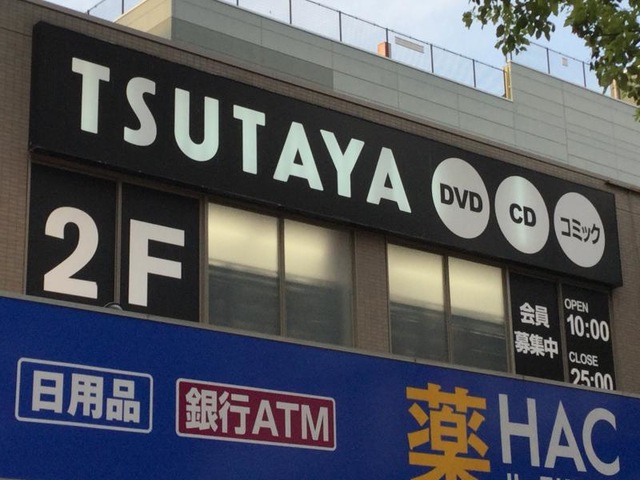 TSUTAYA
DVD
CD
コミック
2F
会員
募集中
OPEN
10:00
CLOSE
25:00
日用品
銀行ATM
薬 HAC